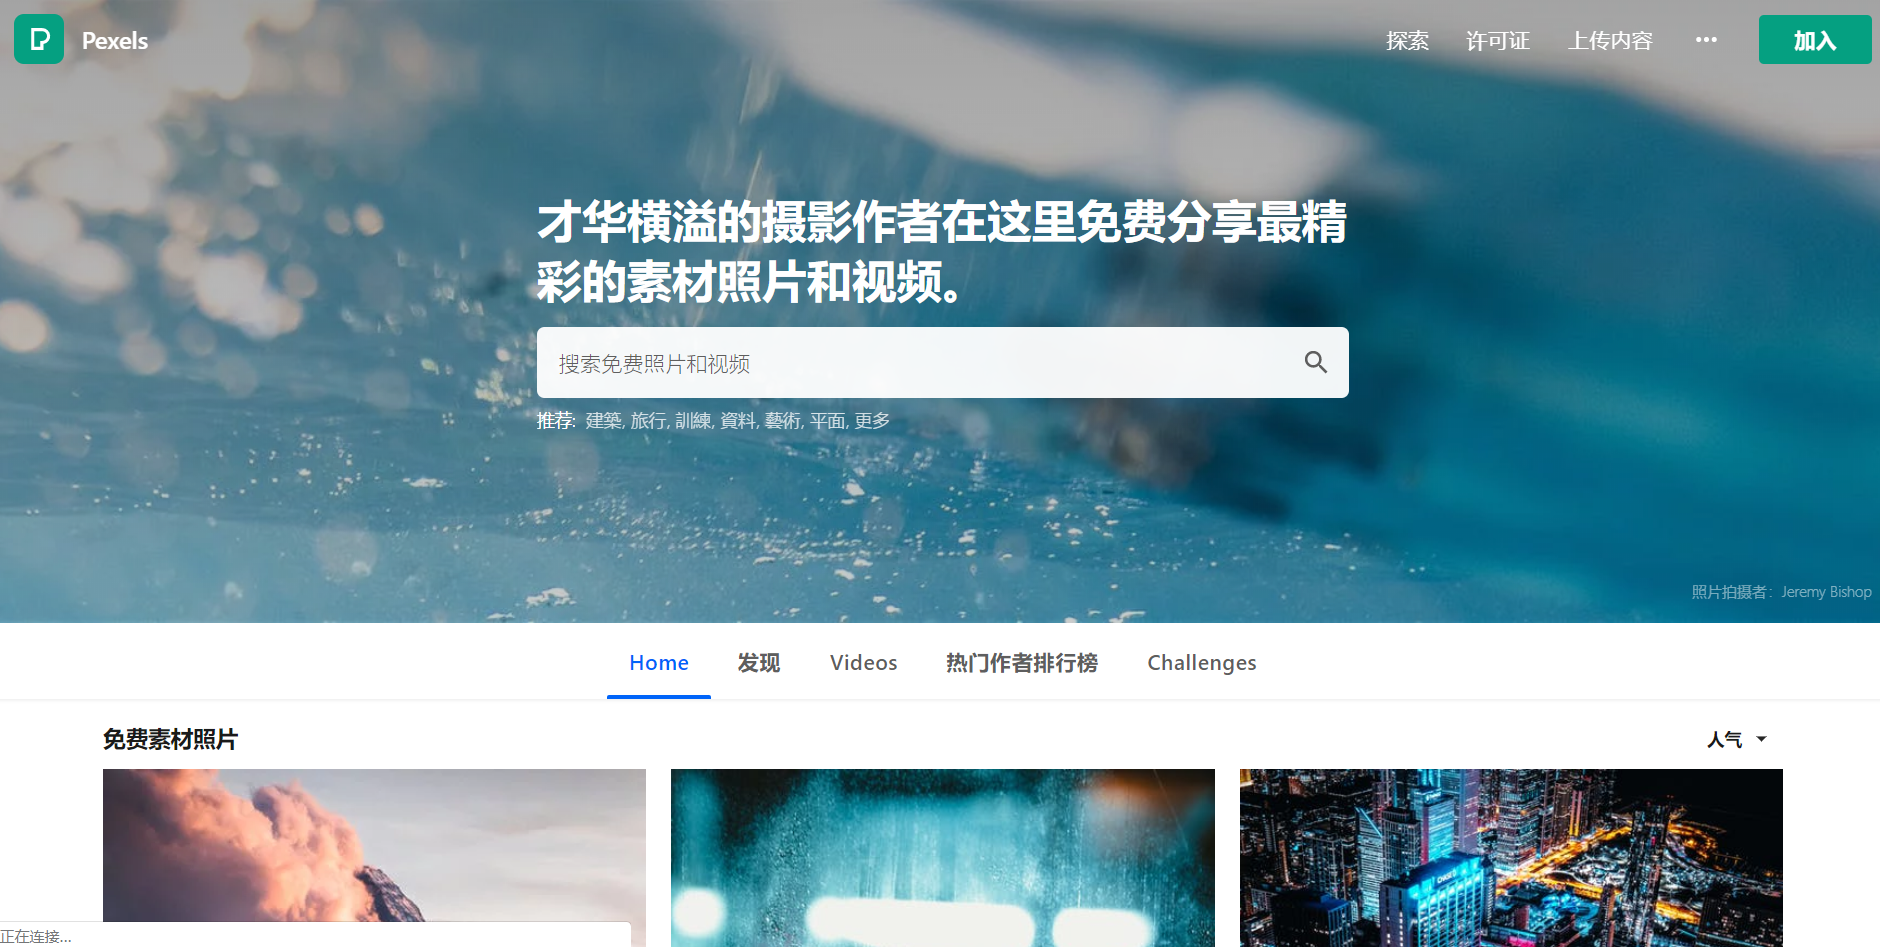 Pexels
探索 许可证 上传内容 ••• 加入
才华横溢的摄影作者在这里免费分享最精
彩的素材照片和视频。
搜索免费照片和视频
推荐: 建築, 旅行, 訓練, 資料, 藝術, 平面, 更多
照片拍摄者：Jeremy Bishop
Home 发现 Videos 热门作者排行榜 Challenges
免费素材照片 人气
正在连接...